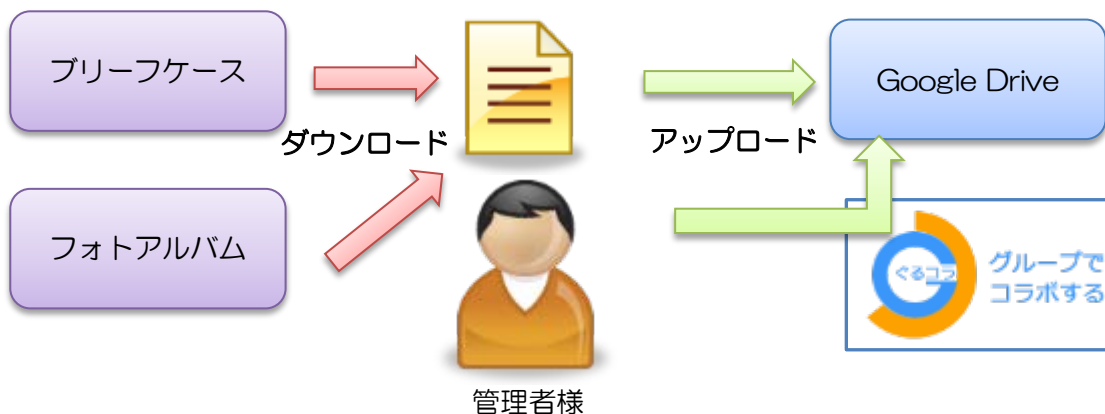 ブリーフケース
ダウンロード
フォトアルバム
管理者様
アップロード
Google Drive
ぐるコラ
グループで
コラボする